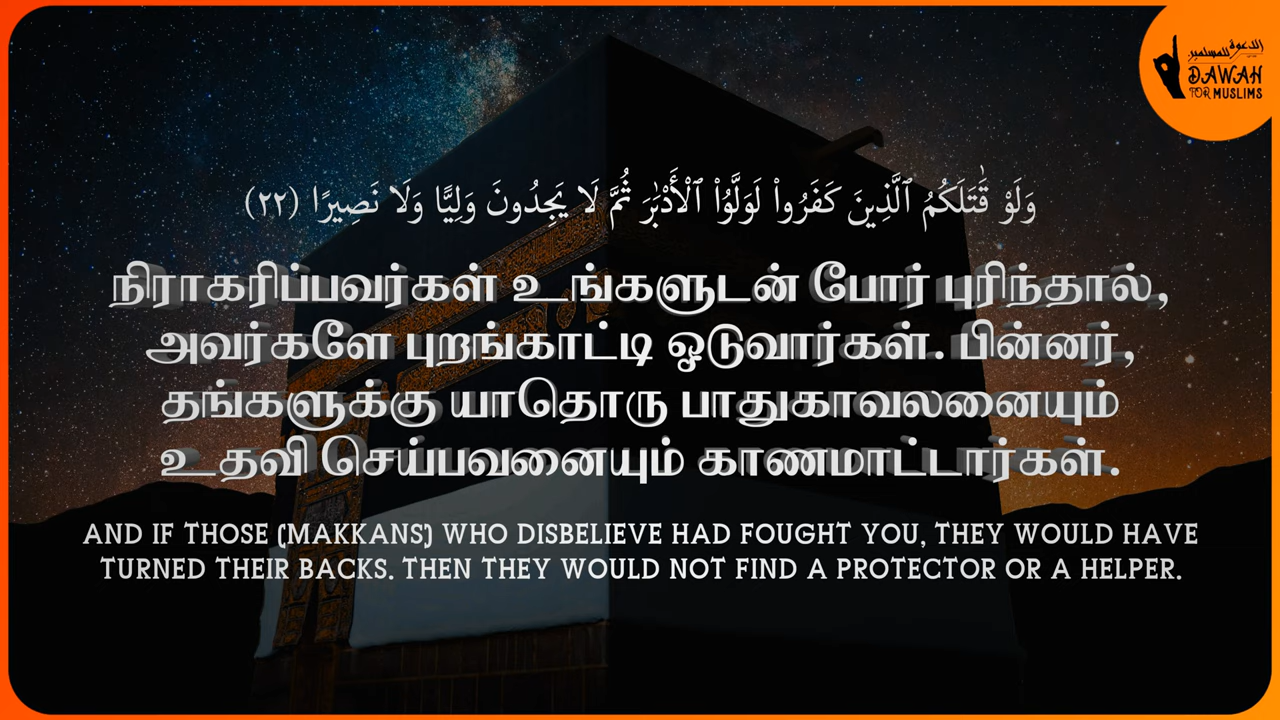 الدعوة للمسلمين
DAWAH
FOR MUSLIMS
وَلَوْ قَٰتَلَكُمُ ٱلَّذِينَ كَفَرُوا۟ لَوَلَّوُا۟ ٱلْأَدْبَٰرَ ثُمَّ لَا يَجِدُونَ وَلِيًّا وَلَا نَصِيرًا (٢٢)
நிராகரிப்பவர்கள் உங்களுடன் போர் புரிந்தால்,
அவர்களே புறங்காட்டி ஓடுவார்கள். பின்னர்,
தங்களுக்கு யாதொரு பாதுகாவலனையும்
உதவி செய்பவனையும் காணமாட்டார்கள்.
AND IF THOSE (MAKKANS) WHO DISBELIEVE HAD FOUGHT YOU, THEY WOULD HAVE
TURNED THEIR BACKS. THEN THEY WOULD NOT FIND A PROTECTOR OR A HELPER.